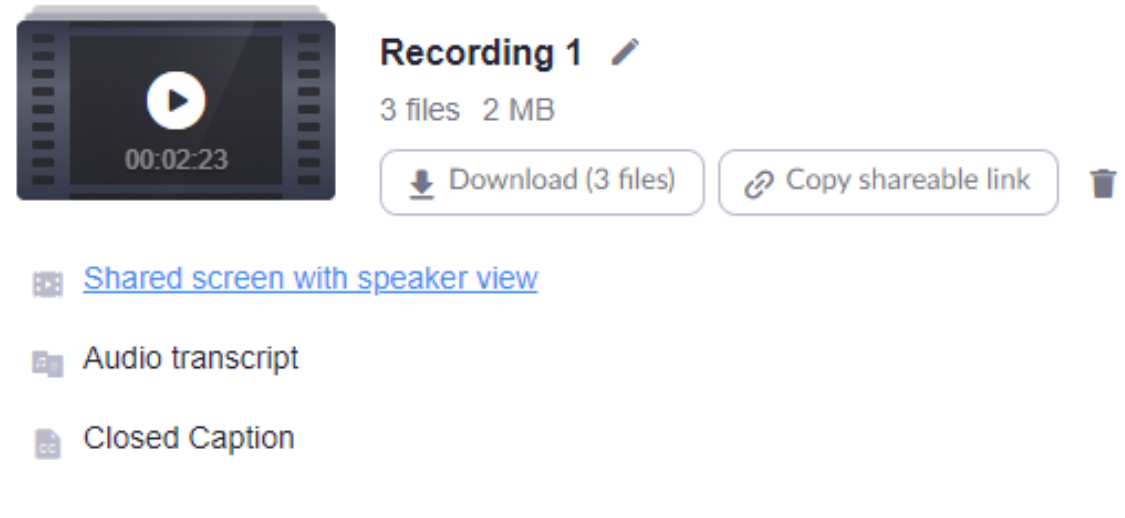 Recording 1
3 files 2 MB
00:02:23
Download (3 files)
Copy shareable link
Shared screen with speaker view
Audio transcript
CC Closed Caption